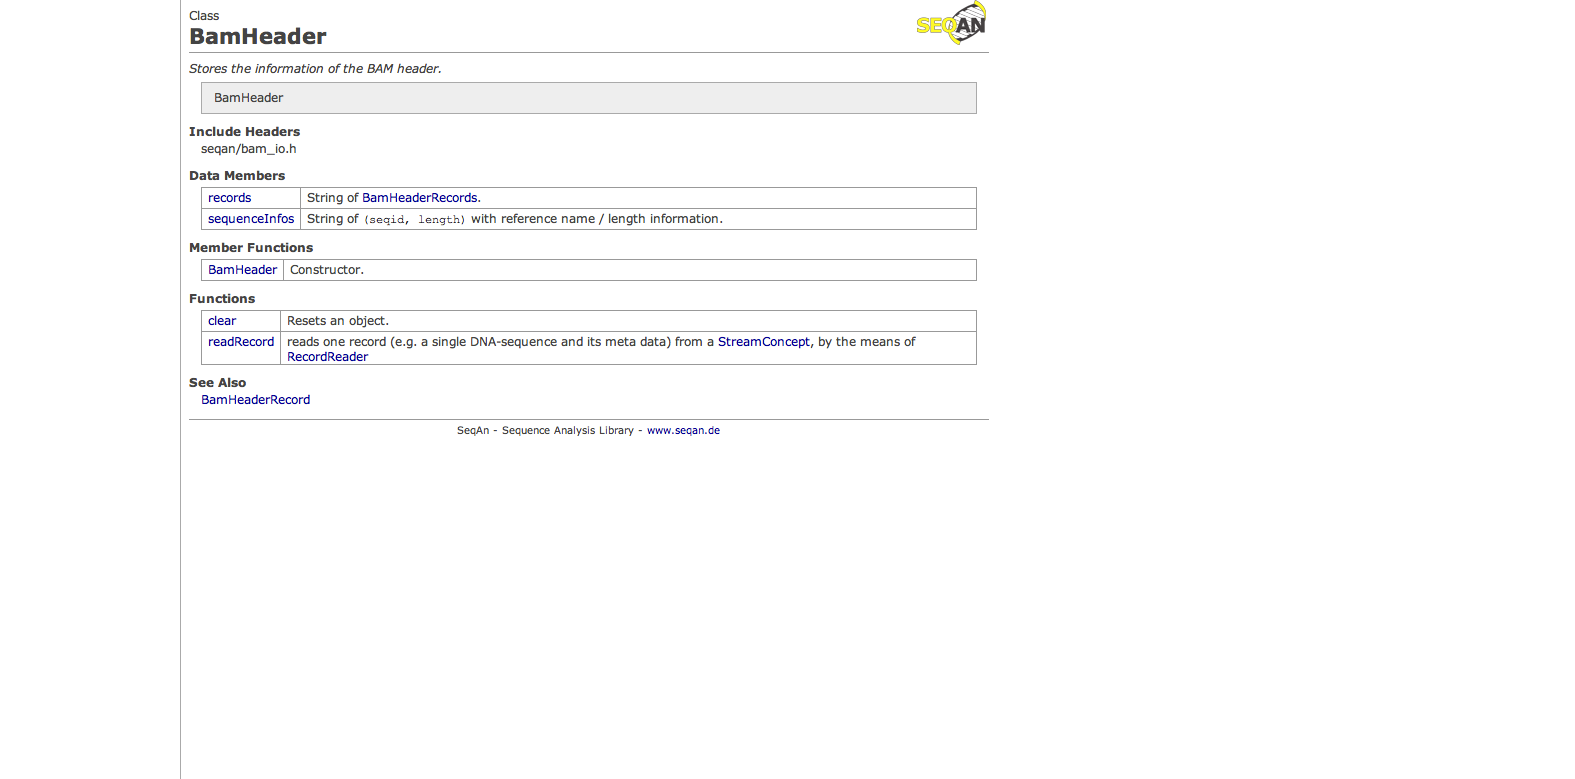 Class
BamHeader
SEQAN
Stores the information of the BAM header.
BamHeader
Include Headers
seqan/bam_io.h
Data Members
records String of BamHeaderRecords.
sequenceInfos String of (seqid, length) with reference name / length information.
Member Functions
BamHeader Constructor.
Functions
clear Resets an object.
readRecord reads one record (e.g. a single DNA-sequence and its meta data) from a StreamConcept, by the means of
RecordReader
See Also
BamHeaderRecord
SeqAn - Sequence Analysis Library - www.seqan.de